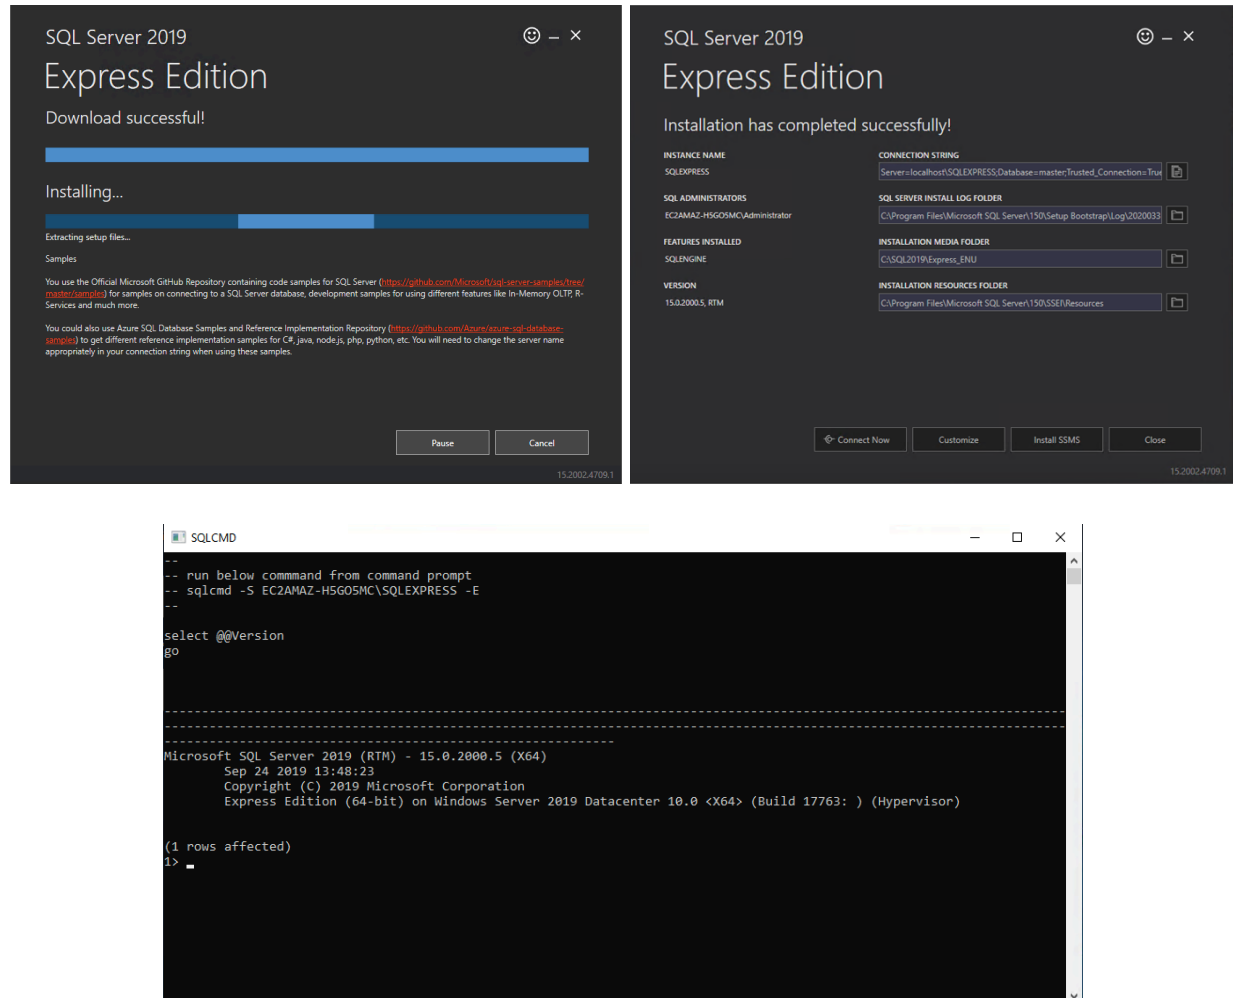 SQL Server 2019
Express Edition
Download successful!
Installing...
Extracting setup files...
Samples
You use the Official Microsoft GitHub Repository containing code samples for SQL Server (https://github.com/Microsoft/sql-server-samples/tree/
master/samples) for samples on connecting to a SQL Server database, development samples for using different features like In-Memory OLTP, R-
Services and much more.
You could also use Azure SQL Database Samples and Reference Implementation Repository (https://github.com/Azure/azure-sql-database-
samples) to get different reference implementation samples for C#, java, node.js, php, python, etc. You will need to change the server name
appropriately in your connection string when using these samples.
Pause
Cancel
15.2002.4709.1
SQL Server 2019
Express Edition
Installation has completed successfully!
INSTANCE NAME
SQLEXPRESS
CONNECTION STRING
Server=localhost\SQLEXPRESS;Database=master;Trusted_Connection=True
SQL ADMINISTRATORS
EC2AMAZ-H5GO5MC\Administrator
SQL SERVER INSTALL LOG FOLDER
C:\Program Files\Microsoft SQL Server\150\Setup Bootstrap\Log\2020033
FEATURES INSTALLED
SQLENGINE
INSTALLATION MEDIA FOLDER
C:\SQL2019\Express_ENU
VERSION
15.0.2000.5, RTM
INSTALLATION RESOURCES FOLDER
C:\Program Files\Microsoft SQL Server\150\SSEI\Resources
Connect Now
Customize
Install SSMS
Close
15.2002.4709.1
SQLCMD
--
-- run below commmand from command prompt
-- sqlcmd -S EC2AMAZ-H5GO5MC\SQLEXPRESS -E
--
select @@Version
go
------------------------------------------------------------------------------------------------------------------------
------------------------------------------------------------------------------------------------------------------------
------------------------------------------------------------
Microsoft SQL Server 2019 (RTM) - 15.0.2000.5 (X64)
Sep 24 2019 13:48:23
Copyright (C) 2019 Microsoft Corporation
Express Edition (64-bit) on Windows Server 2019 Datacenter 10.0 <X64> (Build 17763: ) (Hypervisor)
(1 rows affected)
1>